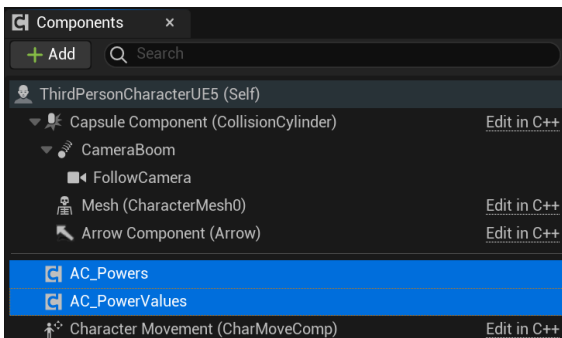 Components
Add
Search
ThirdPersonCharacterUE5 (Self)
Capsule Component (CollisionCylinder) Edit in C++
CameraBoom
FollowCamera
Mesh (CharacterMesh0) Edit in C++
Arrow Component (Arrow) Edit in C++
AC_Powers
AC_PowerValues
Character Movement (CharMoveComp) Edit in C++